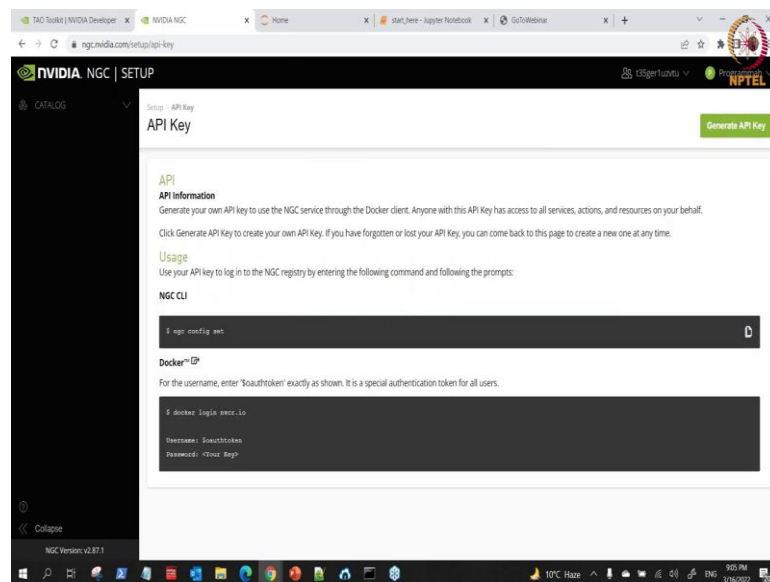 TAO Toolkit | NVIDIA Developer
NVIDIA NGC
Home
start_here - Jupyter Notebook
GoToWebinar
ngc.nvidia.com/setup/api-key
NVIDIA. NGC | SETUP
t35ger1uzvtu
NPTEL
CATALOG
Setup > API Key
API Key
Generate API Key
API
API Information
Generate your own API key to use the NGC service through the Docker client. Anyone with this API Key has access to all services, actions, and resources on your behalf.
Click Generate API Key to create your own API Key. If you have forgotten or lost your API Key, you can come back to this page to create a new one at any time.
Usage
Use your API key to log in to the NGC registry by entering the following command and following the prompts:
NGC CLI
$ ngc config set
Docker™
For the username, enter '$oauthtoken' exactly as shown. It is a special authentication token for all users.
$ docker login nvcr.io
Username: $oauthtoken
Password: <Your Key>
Collapse
NGC Version: v2.87.1
10°C Haze
ENG
9:05 PM
3/16/2022